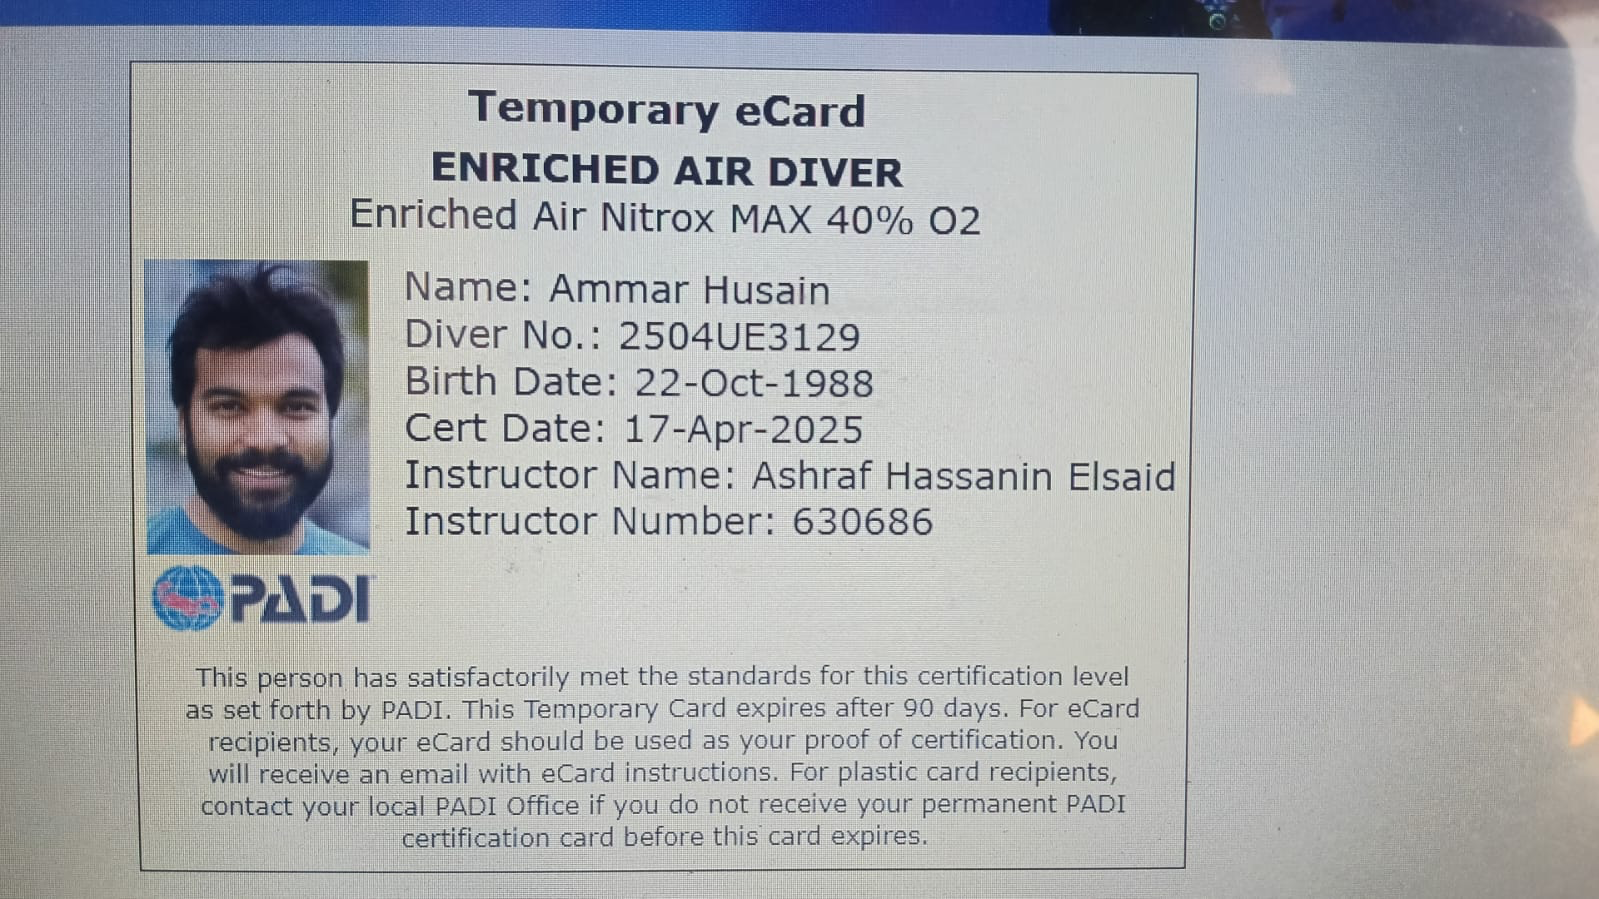 Temporary eCard
ENRICHED AIR DIVER
Enriched Air Nitrox MAX 40% O2
Name: Ammar Husain
Diver No.: 2504UE3129
Birth Date: 22-Oct-1988
Cert Date: 17-Apr-2025
Instructor Name: Ashraf Hassanin Elsaid
Instructor Number: 630686
PADI
This person has satisfactorily met the standards for this certification level
as set forth by PADI. This Temporary Card expires after 90 days. For eCard
recipients, your eCard should be used as your proof of certification. You
will receive an email with eCard instructions. For plastic card recipients,
contact your local PADI Office if you do not receive your permanent PADI
certification card before this card expires.